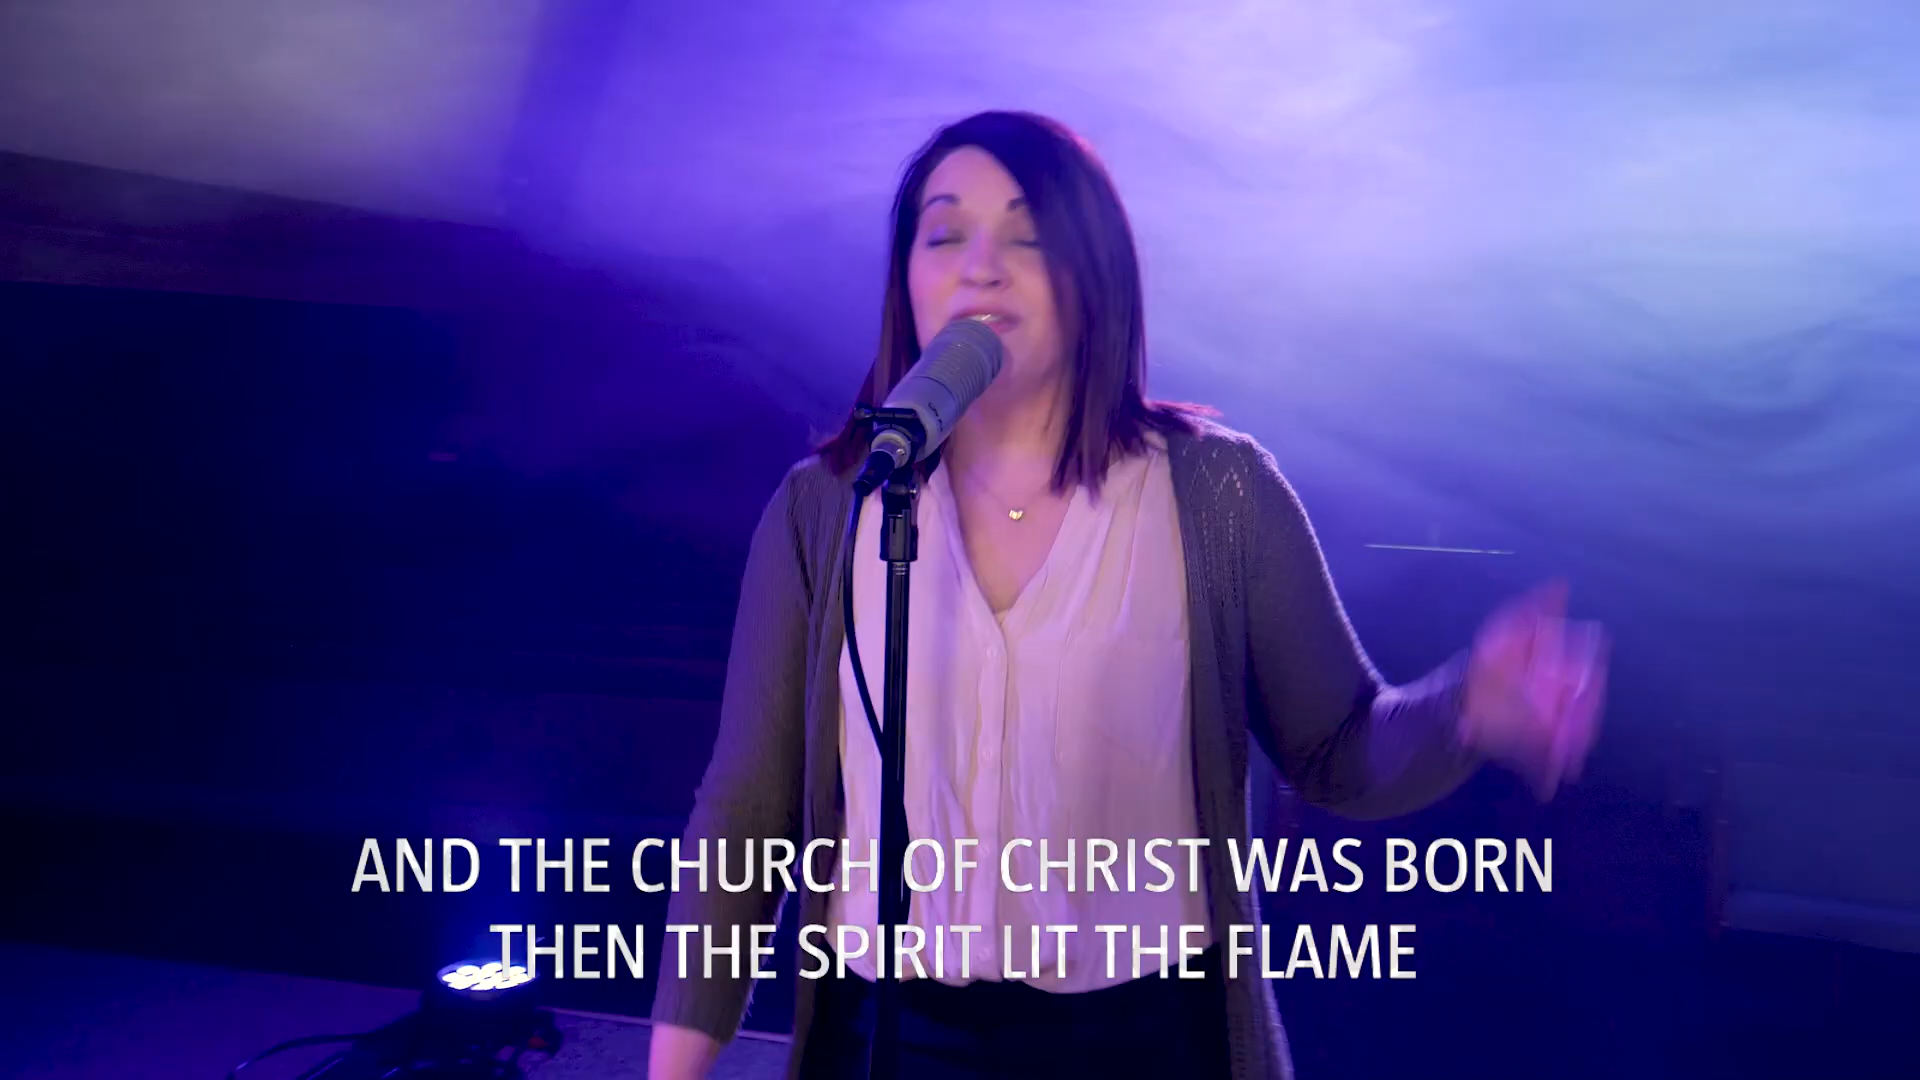 AND THE CHURCH OF CHRIST WAS BORN
THEN THE SPIRIT LIT THE FLAME